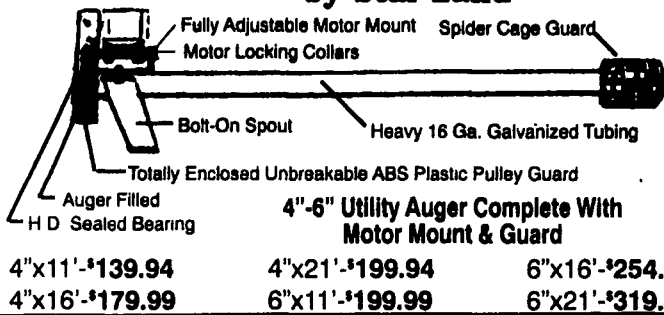 Fully Adjustable Motor Mount
Spider Cage Guard
Motor Locking Collars
Bolt-On Spout
Heavy 16 Ga. Galvanized Tubing
Totally Enclosed Unbreakable ABS Plastic Pulley Guard
Auger Filled
H D Sealed Bearing
4"-6" Utility Auger Complete With
Motor Mount & Guard
4"x11'-$139.94 4"x21'-$199.94 6"x16'-$254.
4"x16'-$179.99 6"x11'-$199.99 6"x21'-$319.